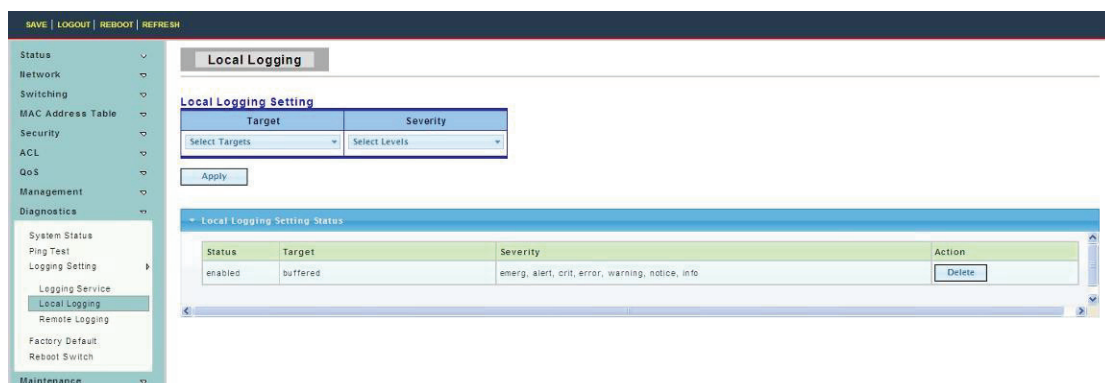 SAVE | LOGOUT | REBOOT | REFRESH
Status
Network
Switching
MAC Address Table
Security
ACL
QoS
Management
Diagnostics
System Status
Ping Test
Logging Setting
Logging Service
Local Logging
Remote Logging
Factory Default
Reboot Switch
Maintenance
Local Logging
Local Logging Setting
Target Severity
Select Targets Select Levels
Apply
Local Logging Setting Status
Status Target Severity Action
enabled buffered emerg, alert, crit, error, warning, notice, info Delete